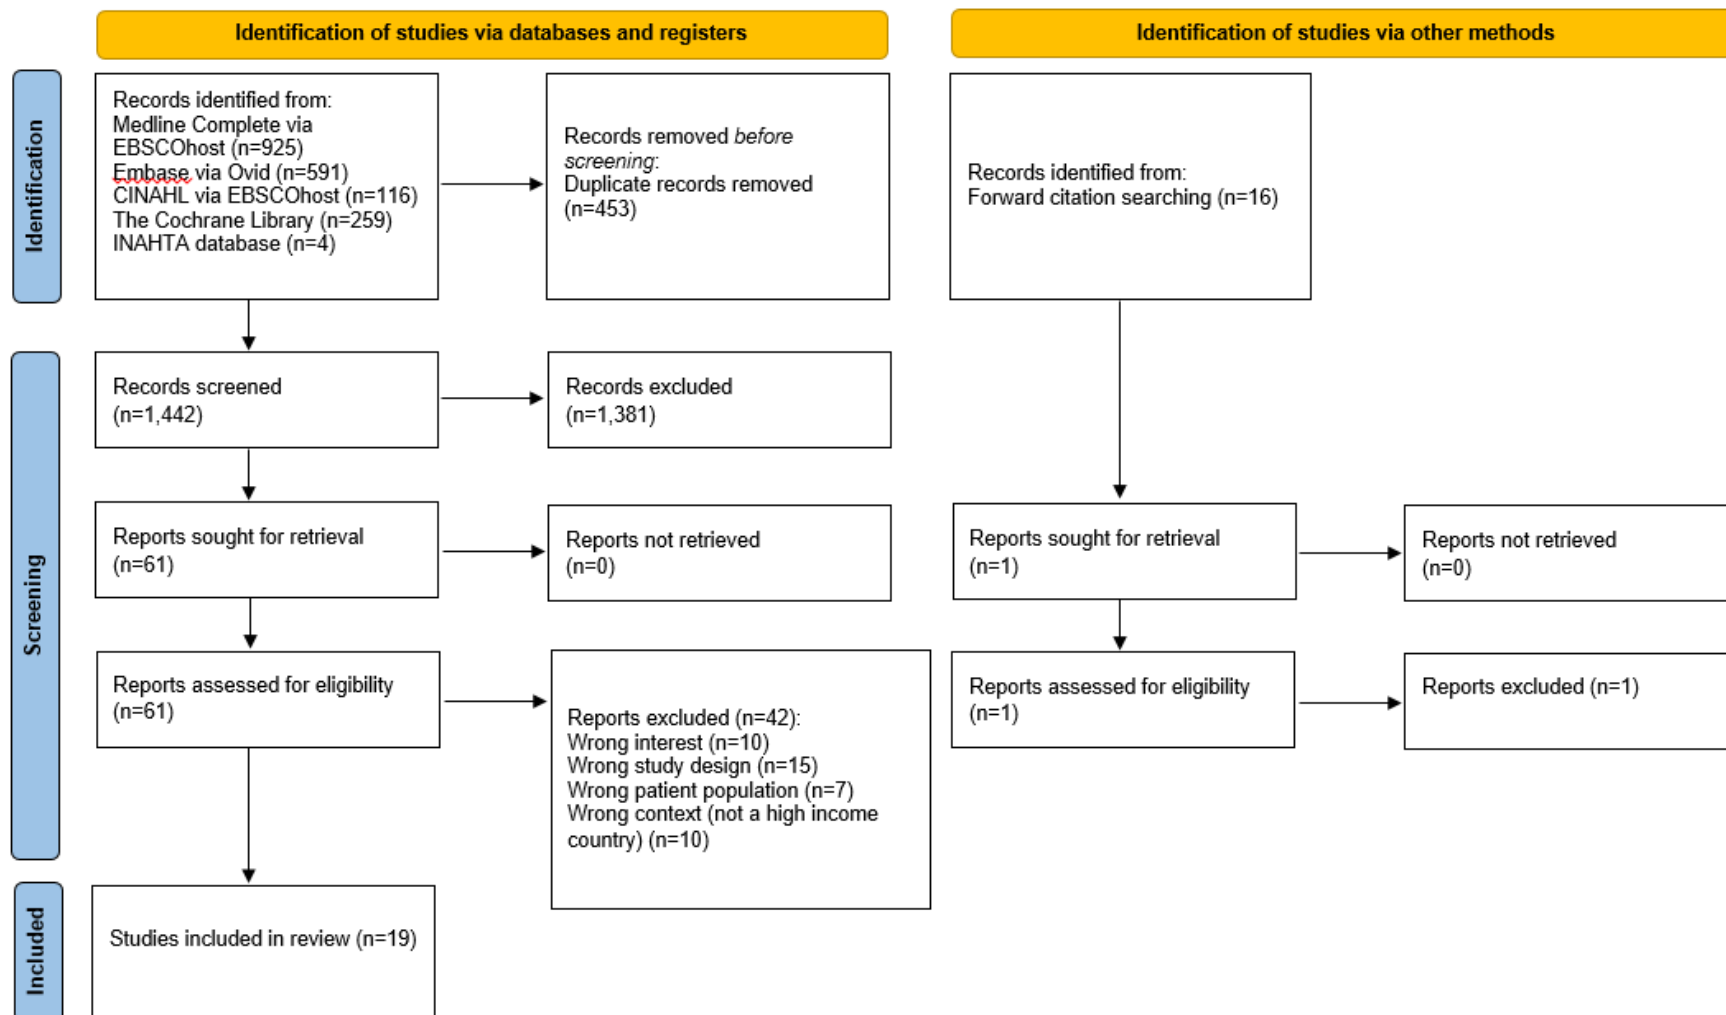 Identification of studies via databases and registers
Identification of studies via other methods
Identification
Records identified from:
Medline Complete via
EBSCOhost (n=925)
Embase via Ovid (n=591)
CINAHL via EBSCOhost (n=116)
The Cochrane Library (n=259)
INAHTA database (n=4)
Records removed before
screening:
Duplicate records removed
(n=453)
Records identified from:
Forward citation searching (n=16)
Screening
Records screened
(n=1,442)
Records excluded
(n=1,381)
Reports sought for retrieval
(n=61)
Reports not retrieved
(n=0)
Reports sought for retrieval
(n=1)
Reports not retrieved
(n=0)
Reports assessed for eligibility
(n=61)
Reports excluded (n=42):
Wrong interest (n=10)
Wrong study design (n=15)
Wrong patient population (n=7)
Wrong context (not a high income
country) (n=10)
Reports assessed for eligibility
(n=1)
Reports excluded (n=1)
Included
Studies included in review (n=19)